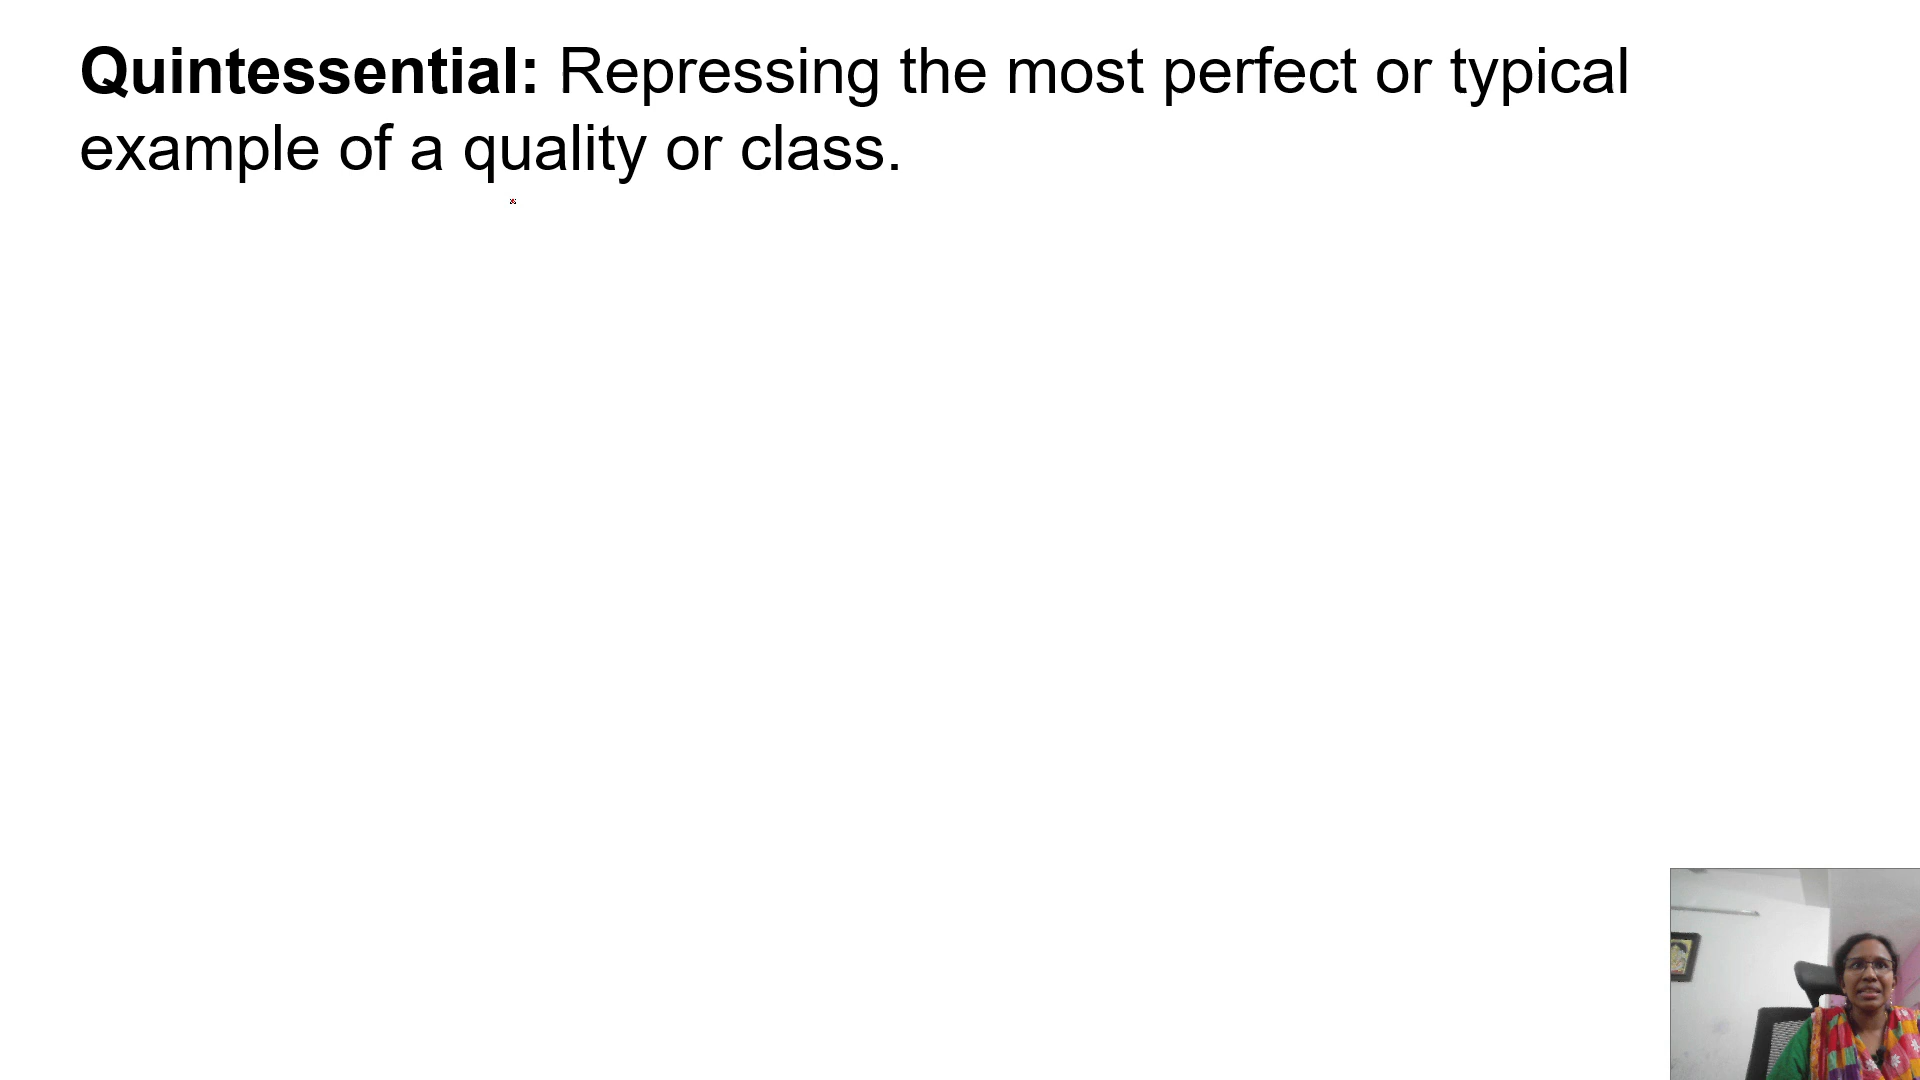 Quintessential: Repressing the most perfect or typical
example of a quality or class.